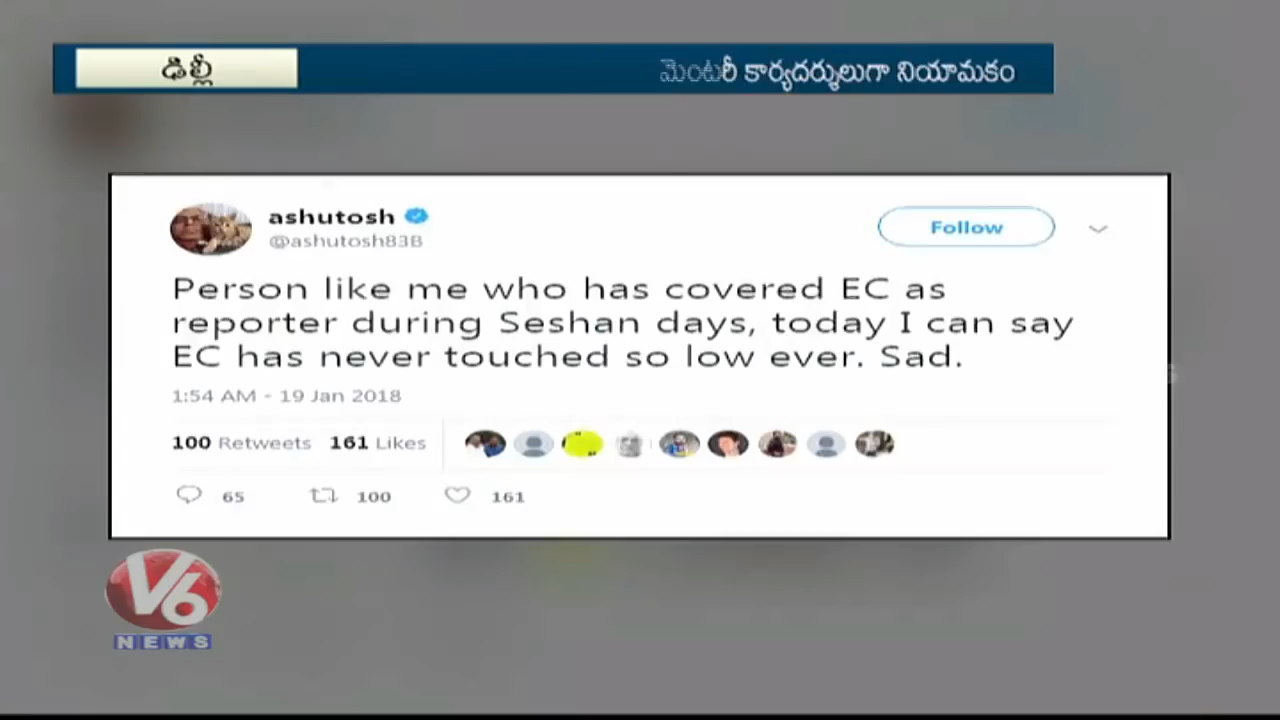 ఢిల్లీ
మెంటరీ కార్యదర్శులుగా నియామకం
ashutosh
@ashutosh83B
Follow
Person like me who has covered EC as
reporter during Seshan days, today I can say
EC has never touched so low ever. Sad.
1:54 AM - 19 Jan 2018
100 Retweets 161 Likes
65 100 161
V6
NEWS